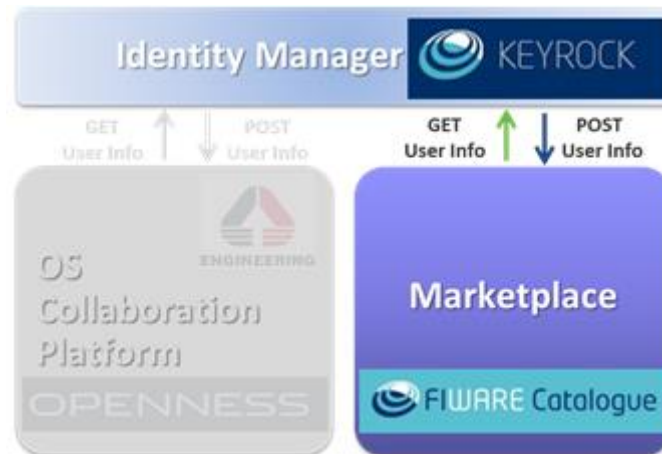 Identity Manager KEYROCK
GET
User Info
POST
User Info
GET
User Info
POST
User Info
ENGINEERING
OS
Collaboration
Platform
OPENNESS
Marketplace
FIWARE Catalogue